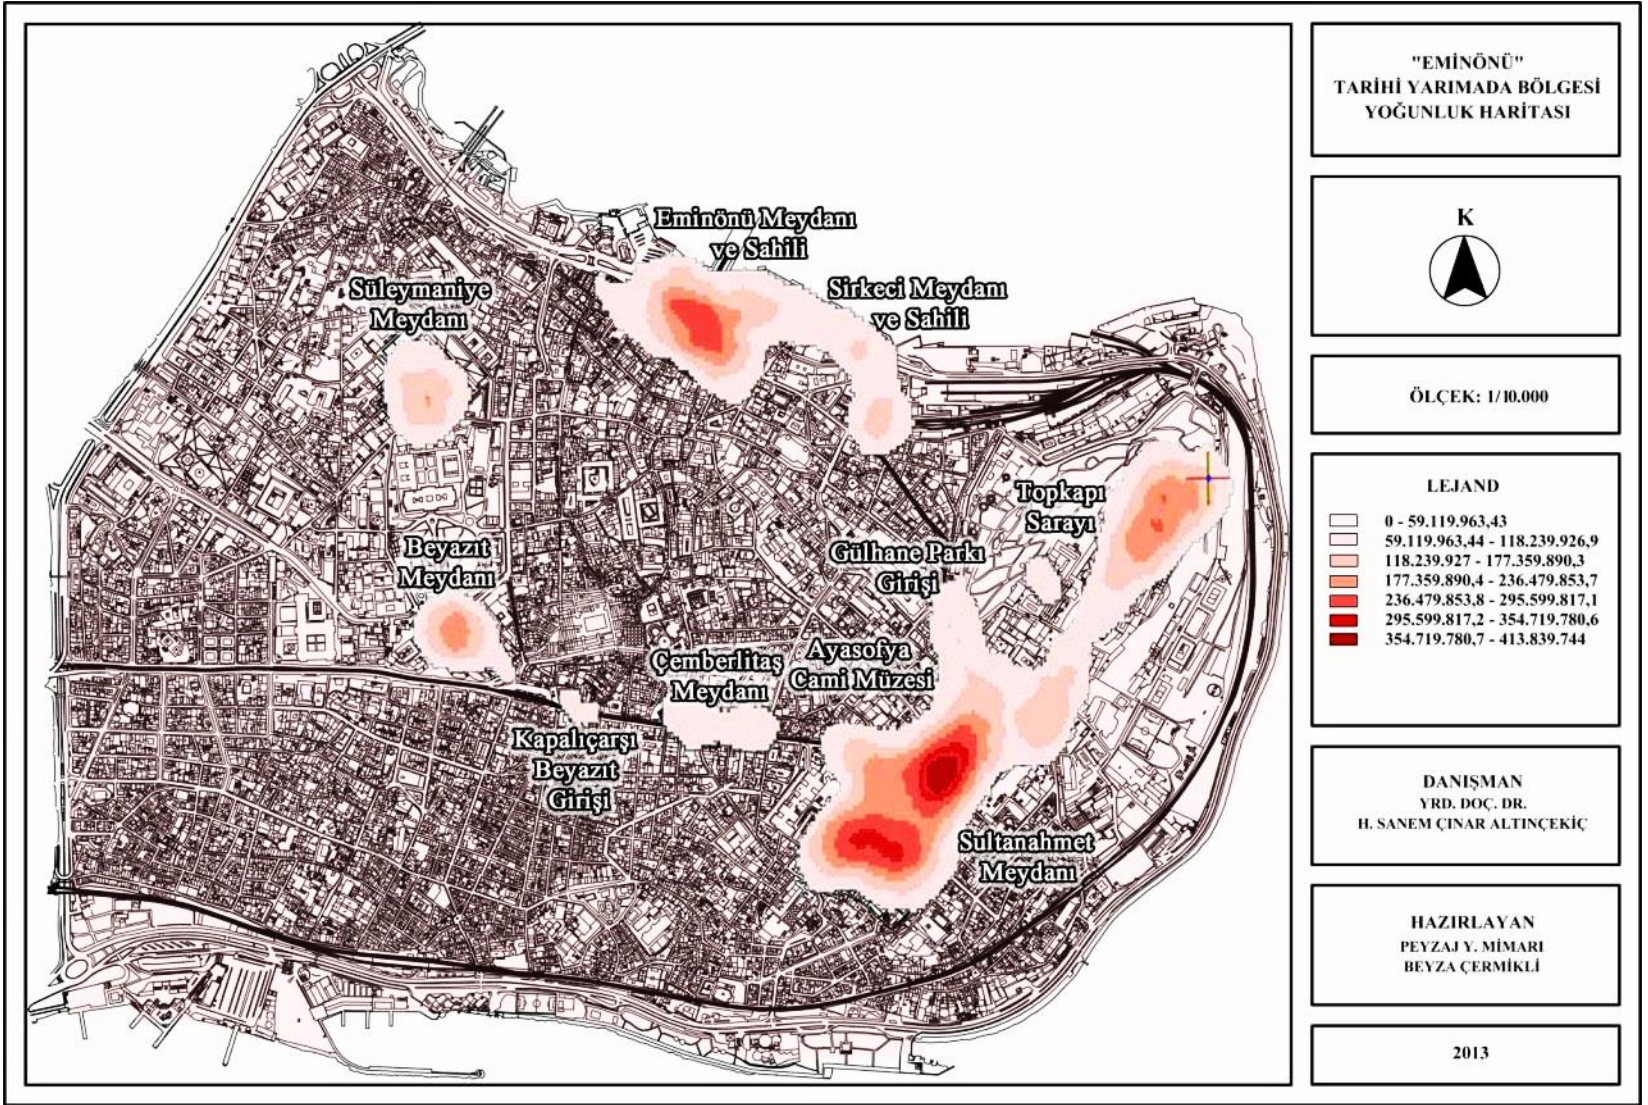 "EMİNÖNÜ"
TARİHİ YARIMADA BÖLGESİ
YOĞUNLUK HARİTASI
K
ÖLÇEK: 1/10.000
LEJAND
0 - 59.119.963,43
59.119.963,44 - 118.239.926,9
118.239.927 - 177.359.890,3
177.359.890,4 - 236.479.853,7
236.479.853,8 - 295.599.817,1
295.599.817,2 - 354.719.780,6
354.719.780,7 - 413.839.744
DANIŞMAN
YRD. DOÇ. DR.
H. SANEM ÇINAR ALTINÇEKİÇ
HAZIRLAYAN
PEYZAJ Y. MİMARI
BEYZA ÇERMİKLİ
2013
Eminönü Meydanı
ve Sahili
Sirkeci Meydanı
ve Sahili
Süleymaniye
Meydanı
Topkapı
Sarayı
Beyazıt
Meydanı
Gülhane Parkı
Girişi
Ayasofya
Cami Müzesi
Çemberlitaş
Meydanı
Kapalıçarşı
Beyazıt
Girişi
Sultanahmet
Meydanı